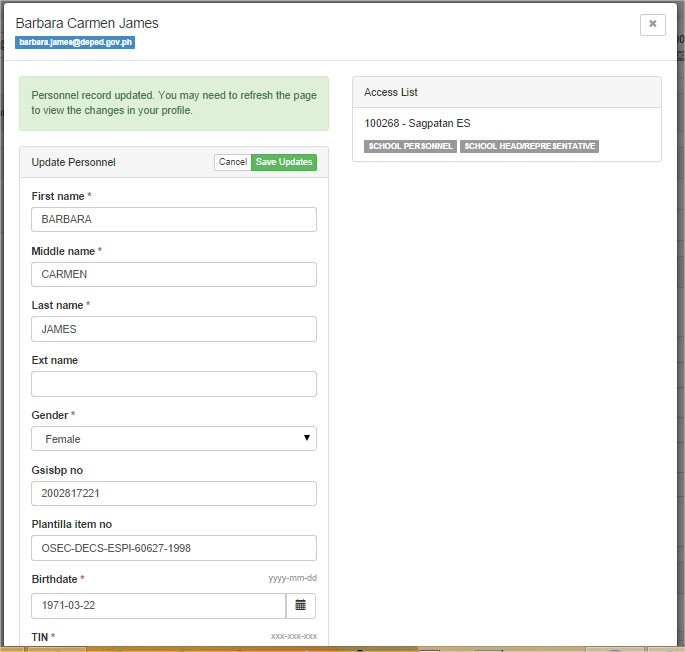 Barbara Carmen James
barbara.james@deped.gov.ph
Personnel record updated. You may need to refresh the page
to view the changes in your profile.
Update Personnel
Cancel Save Updates
First name *
BARBARA
Middle name *
CARMEN
Last name *
JAMES
Ext name
Gender *
Female
Gsisbp no
2002817221
Plantilla item no
OSEC-DECS-ESPI-60627-1998
Birthdate * yyyy-mm-dd
1971-03-22
TIN * xxx-xxx-xxx
Access List
100268 - Sagpatan ES
SCHOOL PERSONNEL SCHOOL HEAD/REPRESENTATIVE